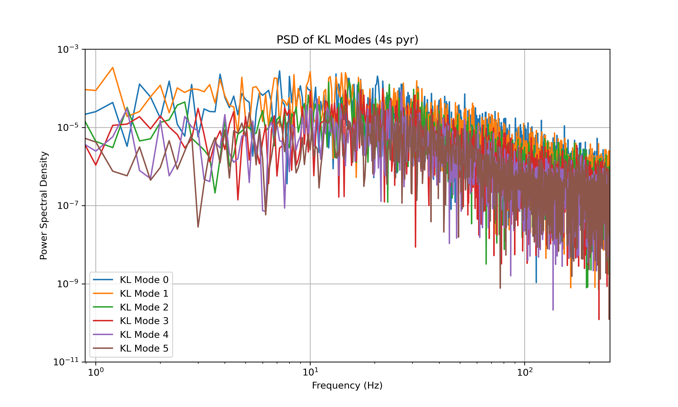 PSD of KL Modes (4s pyr)
Power Spectral Density
10⁻³
10⁻⁵
10⁻⁷
10⁻⁹
10⁻¹¹
KL Mode 0
KL Mode 1
KL Mode 2
KL Mode 3
KL Mode 4
KL Mode 5
10⁰
10¹
10²
Frequency (Hz)